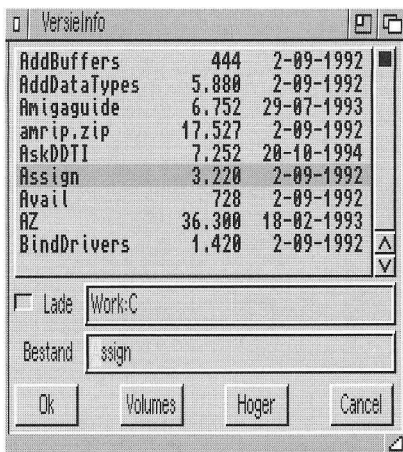 VersieInfo
AddBuffers 444 2-09-1992
AddDataTypes 5.880 2-09-1992
Amigaguide 6.752 29-07-1993
amrip.zip 17.527 2-09-1992
AskDDTI 7.252 20-10-1994
Assign 3.220 2-09-1992
Avail 728 2-09-1992
AZ 36.300 18-02-1993
BindDrivers 1.420 2-09-1992
Lade Work:C
Bestand ssign
Ok Volumes Hoger Cancel